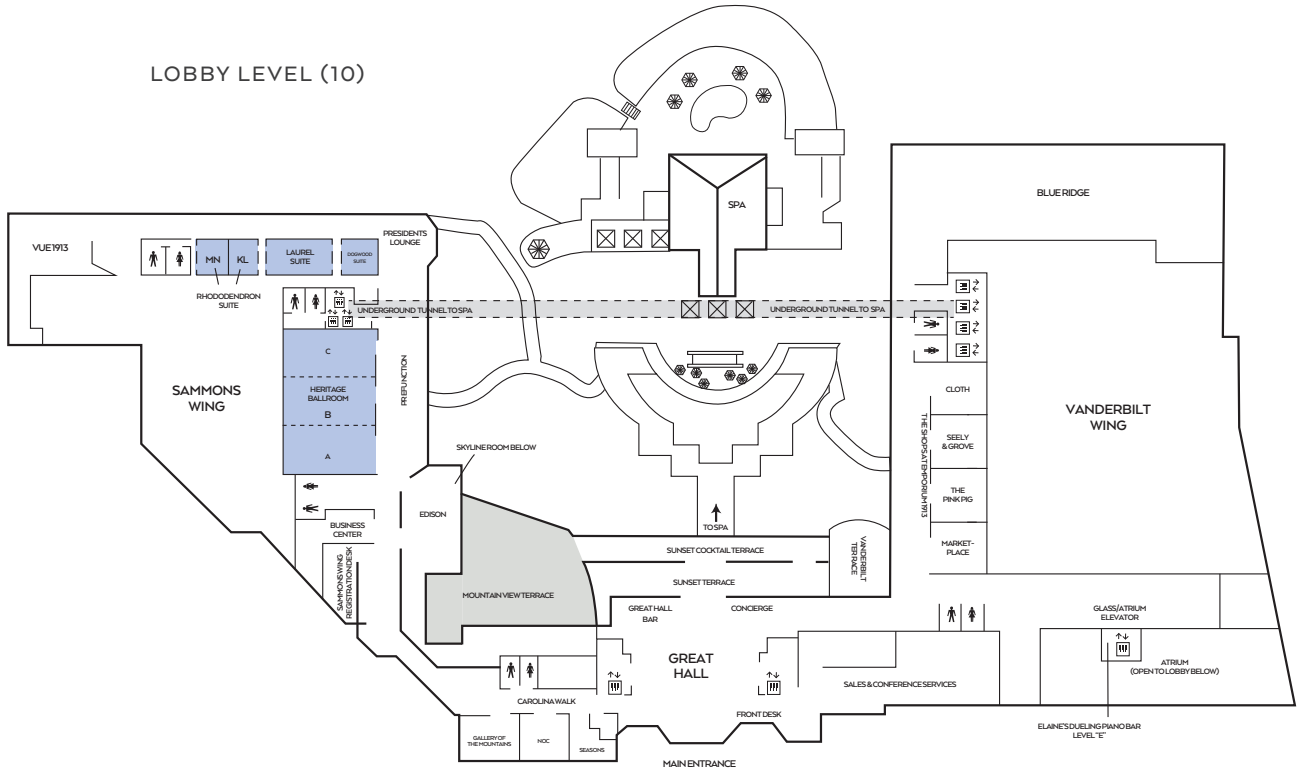 LOBBY LEVEL (10)
SPA
BLUE RIDGE
VUE 1913
PRESIDENTS
LOUNGE
MN
KL
LAUREL
SUITE
DOGWOOD
SUITE
RHODODENDRON
SUITE
UNDERGROUND TUNNEL TO SPA
UNDERGROUND TUNNEL TO SPA
C
HERITAGE
BALLROOM
B
A
PREFUNCTION
SAMMONS
WING
CLOTH
SEELY
& GROVE
THE
PINK PIG
MARKET-
PLACE
THE SHOPS AT EMPORIUM 1913
VANDERBILT
WING
SKYLINE ROOM BELOW
EDISON
BUSINESS
CENTER
SAMMONS WING
REGISTRATION DESK
TO SPA
SUNSET COCKTAIL TERRACE
VANDERBILT
TERRACE
SUNSET TERRACE
MOUNTAIN VIEW TERRACE
GREAT HALL
BAR
CONCIERGE
GLASS/ATRIUM
ELEVATOR
GREAT
HALL
ATRIUM
(OPEN TO LOBBY BELOW)
SALES & CONFERENCE SERVICES
CAROLINA WALK
FRONT DESK
GALLERY OF
THE MOUNTAINS
NOC
SEASONS
ELAINE'S DUELING PIANO BAR
LEVEL "E"
MAIN ENTRANCE